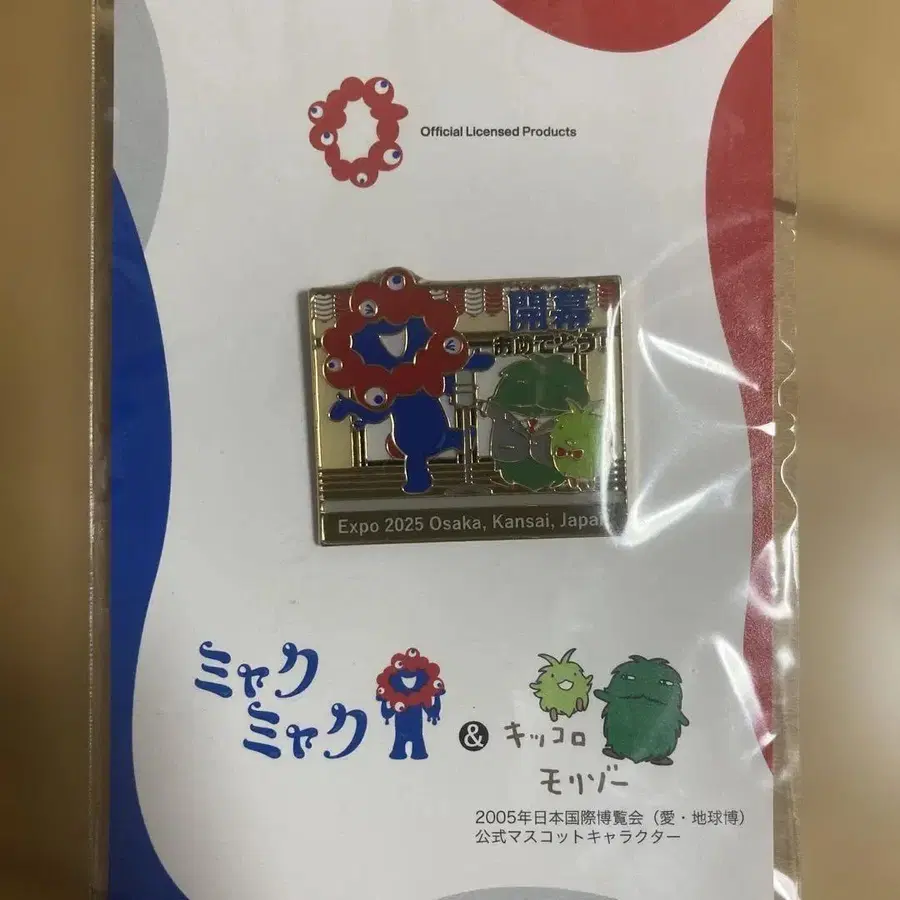 Official Licensed Products
開幕
おめでとう!
Expo 2025 Osaka, Kansai, Japan
ミャク
ミャク
&
キッコロ
モリゾー
2005年日本国際博覧会(愛・地球博)
公式マスコットキャラクター